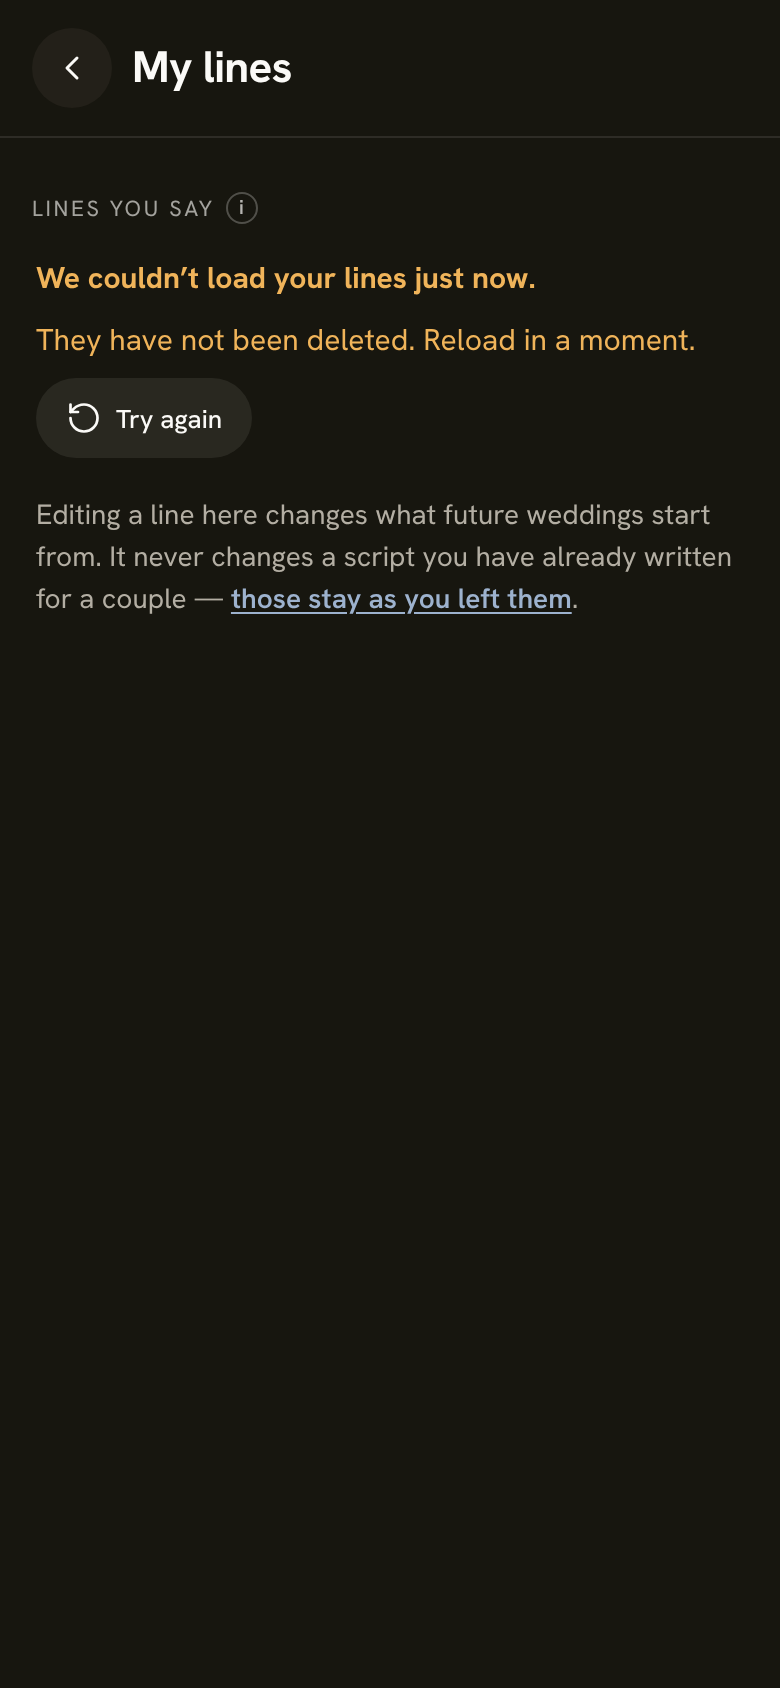 My lines
LINES YOU SAY i
We couldn’t load your lines just now.
They have not been deleted. Reload in a moment.
Try again
Editing a line here changes what future weddings start
from. It never changes a script you have already written
for a couple — those stay as you left them.